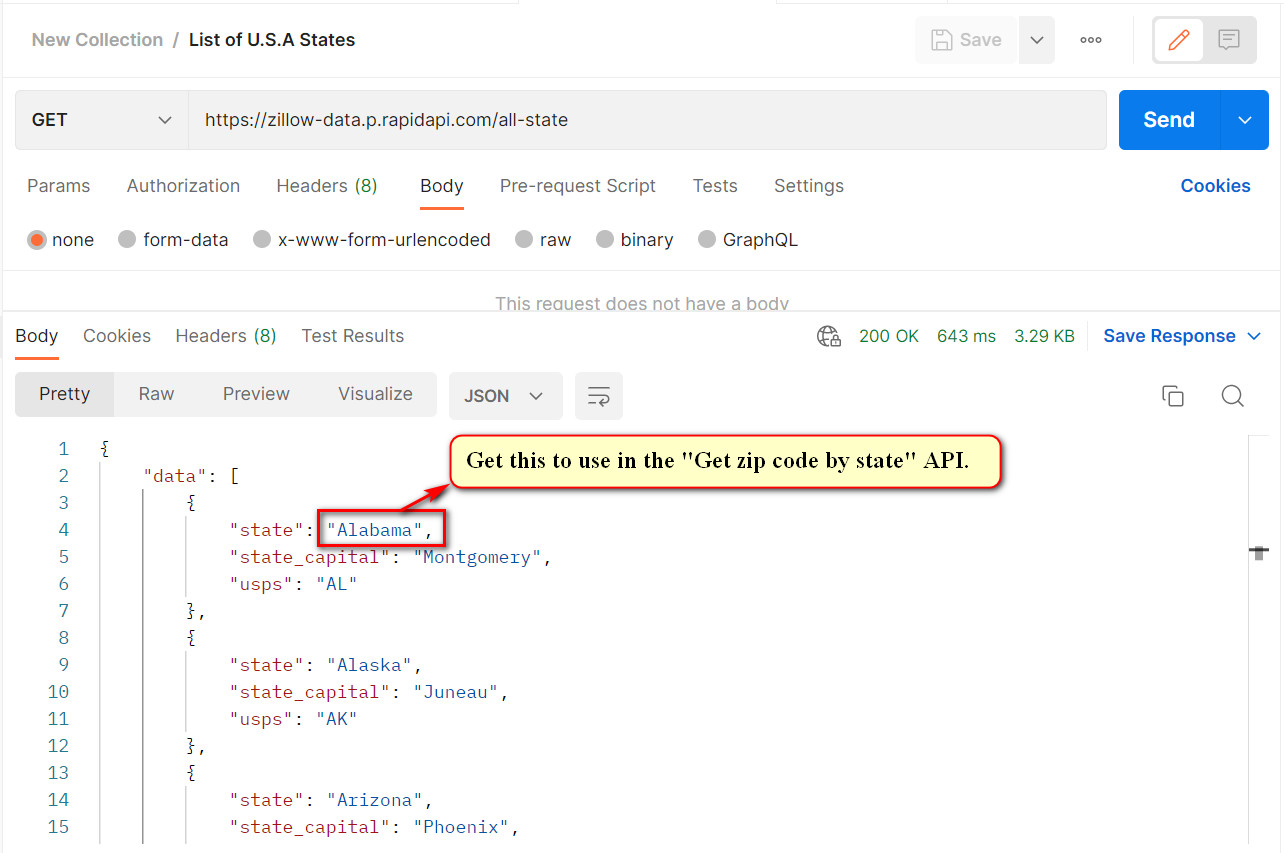 New Collection / List of U.S.A States
Save
GET https://zillow-data.p.rapidapi.com/all-state Send
Params Authorization Headers (8) Body Pre-request Script Tests Settings Cookies
none form-data x-www-form-urlencoded raw binary GraphQL
This request does not have a body
Body Cookies Headers (8) Test Results 200 OK 643 ms 3.29 KB Save Response
Pretty Raw Preview Visualize JSON
1 {
Get this to use in the "Get zip code by state" API.
2 "data": [
3 {
4 "state": "Alabama",
5 "state_capital": "Montgomery",
6 "usps": "AL"
7 },
8 {
9 "state": "Alaska",
10 "state_capital": "Juneau",
11 "usps": "AK"
12 },
13 {
14 "state": "Arizona",
15 "state_capital": "Phoenix",